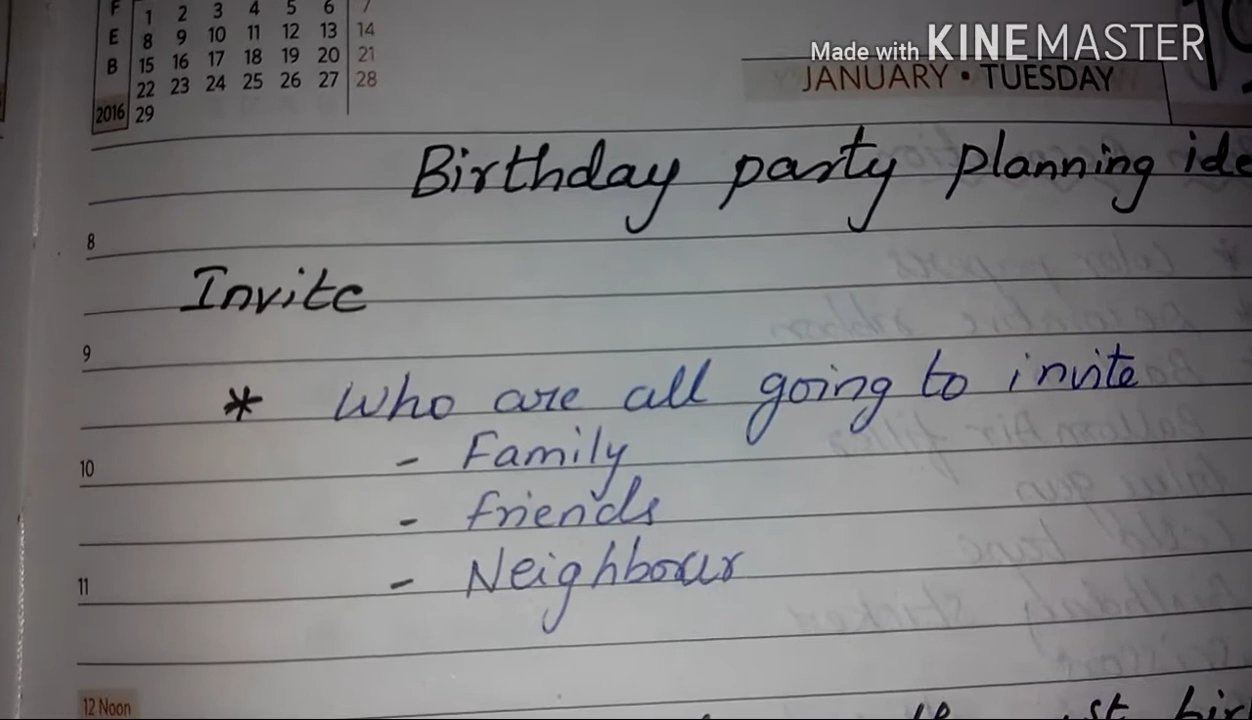 F 1 2 3 4 5 6 7
E 8 9 10 11 12 13 14
B 15 16 17 18 19 20 21
22 23 24 25 26 27 28
2016 29
Made with KINEMASTER
JANUARY • TUESDAY
Birthday party planning ide
8
Invite
9
* Who are all going to invite
10 - Family
- Friends
11 - Neighbour
12 Noon